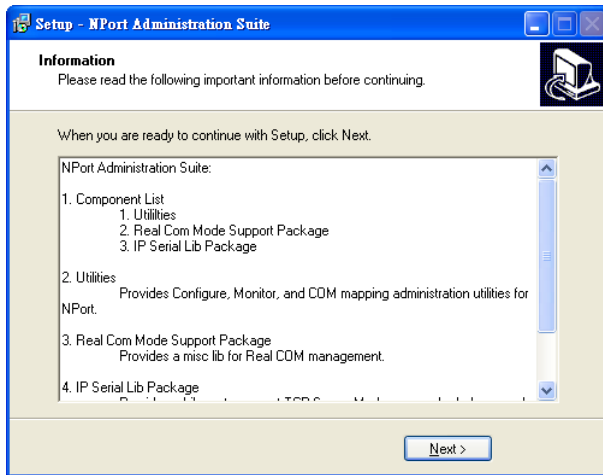 Setup - NPort Administration Suite
Information
Please read the following important information before continuing.
When you are ready to continue with Setup, click Next.
NPort Administration Suite:
1. Component List
1. Utililties
2. Real Com Mode Support Package
3. IP Serial Lib Package
2. Utilities
Provides Configure, Monitor, and COM mapping administration utilities for
NPort.
3. Real Com Mode Support Package
Provides a misc lib for Real COM management.
4. IP Serial Lib Package
Next >